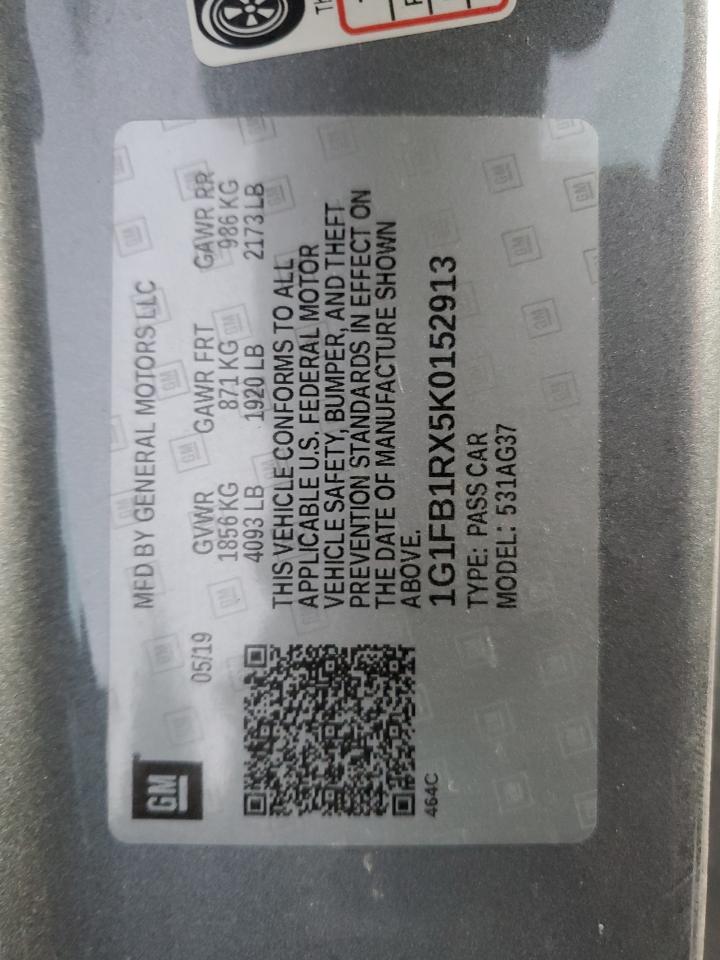 TH
F
GM
MFD BY GENERAL MOTORS LLC
05/19 GVWR GAWR FRT GAWR RR
1856 KG 871 KG 986 KG
4093 LB 1920 LB 2173 LB
THIS VEHICLE CONFORMS TO ALL
APPLICABLE U.S. FEDERAL MOTOR
VEHICLE SAFETY, BUMPER, AND THEFT
PREVENTION STANDARDS IN EFFECT ON
THE DATE OF MANUFACTURE SHOWN
ABOVE.
1G1FB1RX5K0152913
TYPE: PASS CAR
MODEL: 531AG37
464C